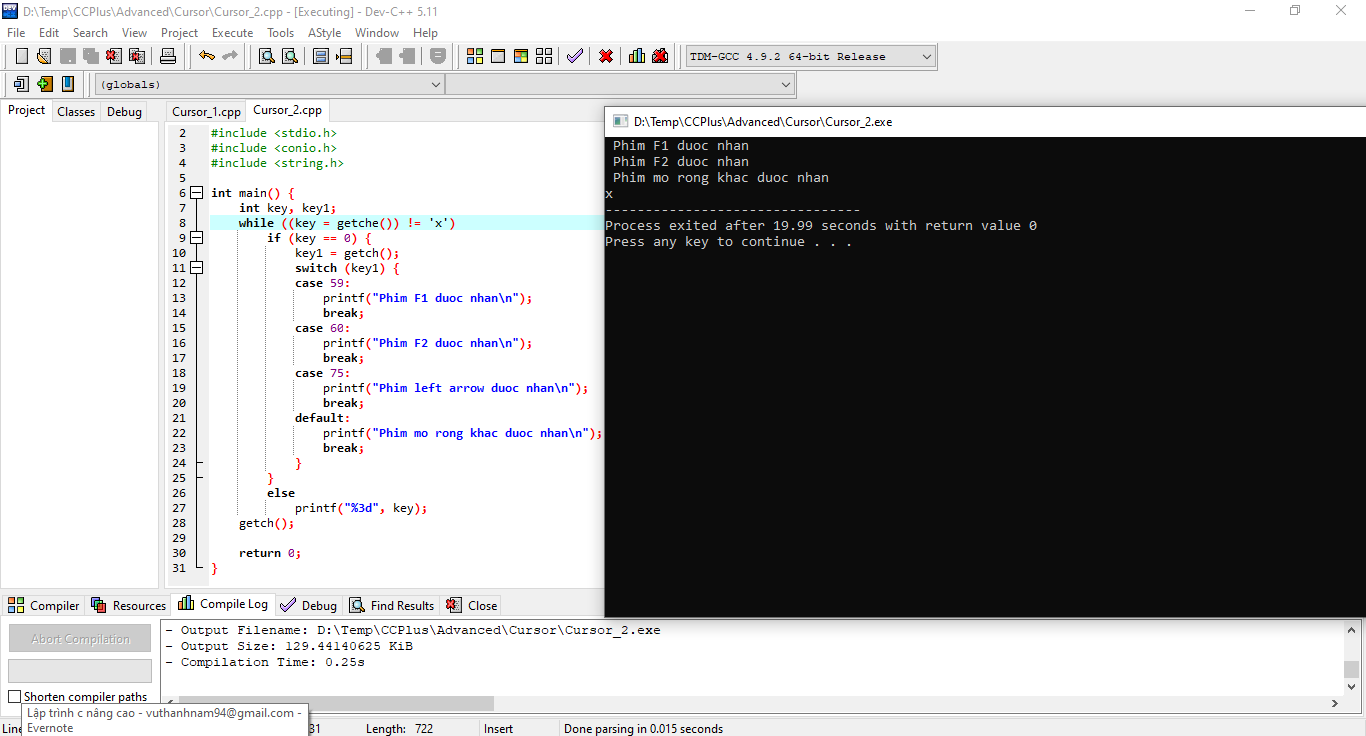 D:\Temp\CCPlus\Advanced\Cursor\Cursor_2.cpp - [Executing] - Dev-C++ 5.11
File Edit Search View Project Execute Tools AStyle Window Help
TDM-GCC 4.9.2 64-bit Release
(globals)
Project Classes Debug
Cursor_1.cpp Cursor_2.cpp
2 #include <stdio.h>
3 #include <conio.h>
4 #include <string.h>
5
6 int main() {
7 int key, key1;
8 while ((key = getche()) != 'x')
9 if (key == 0) {
10 key1 = getch();
11 switch (key1) {
12 case 59:
13 printf("Phim F1 duoc nhan\n");
14 break;
15 case 60:
16 printf("Phim F2 duoc nhan\n");
17 break;
18 case 75:
19 printf("Phim left arrow duoc nhan\n");
20 break;
21 default:
22 printf("Phim mo rong khac duoc nhan\n");
23 break;
24 }
25 }
26 else
27 printf("%3d", key);
28 getch();
29
30 return 0;
31 }
D:\Temp\CCPlus\Advanced\Cursor\Cursor_2.exe
Phim F1 duoc nhan
Phim F2 duoc nhan
Phim mo rong khac duoc nhan
x
--------------------------------
Process exited after 19.99 seconds with return value 0
Press any key to continue . . .
Compiler Resources Compile Log Debug Find Results Close
Abort Compilation
Shorten compiler paths
- Output Filename: D:\Temp\CCPlus\Advanced\Cursor\Cursor_2.exe
- Output Size: 129.44140625 KiB
- Compilation Time: 0.25s
Lập trình c nâng cao - vuthanhnam94@gmail.com -
Evernote
Line 31 Length: 722 Insert Done parsing in 0.015 seconds